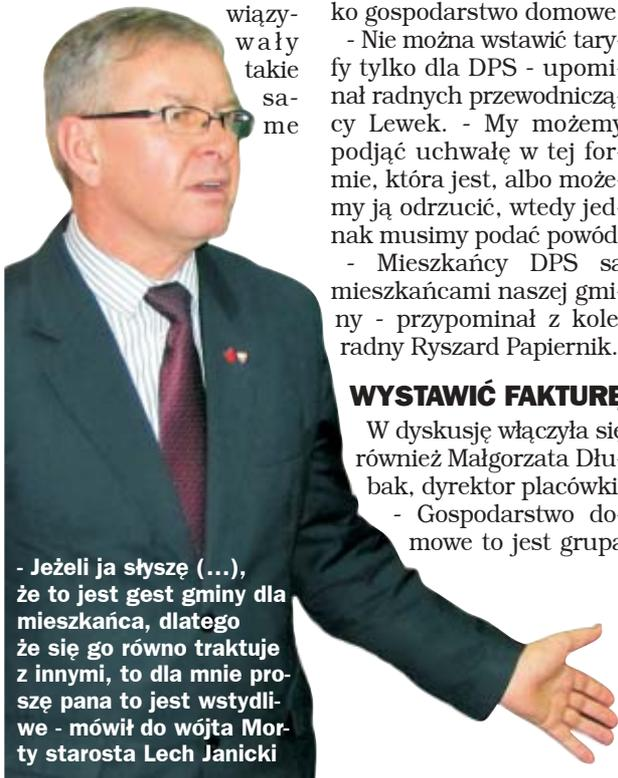 wiązy-
wały
takie
sa-
me
ko gospodarstwo domowe
- Nie można wstawić tary-
fy tylko dla DPS - upomi-
nał radnych przewodniczą-
cy Lewek. - My możemy
podjąć uchwałę w tej for-
mie, która jest, albo może-
my ją odrzucić, wtedy jed-
nak musimy podać powód
- Mieszkańcy DPS są
mieszkańcami naszej gmi-
ny - przypominał z kole
radny Ryszard Papiernik.
WYSTAWIĆ FAKTURĘ
W dyskusję włączyła się
również Małgorzata Dłu-
bak, dyrektor placówki
- Gospodarstwo do-
mowe to jest grupa
- Jeżeli ja słyszę (...),
że to jest gest gminy dla
mieszkańca, dlatego
że się go równo traktuje
z innymi, to dla mnie pro-
szę pana to jest wstydli-
we - mówił do wójta Mor-
ty starosta Lech Janicki